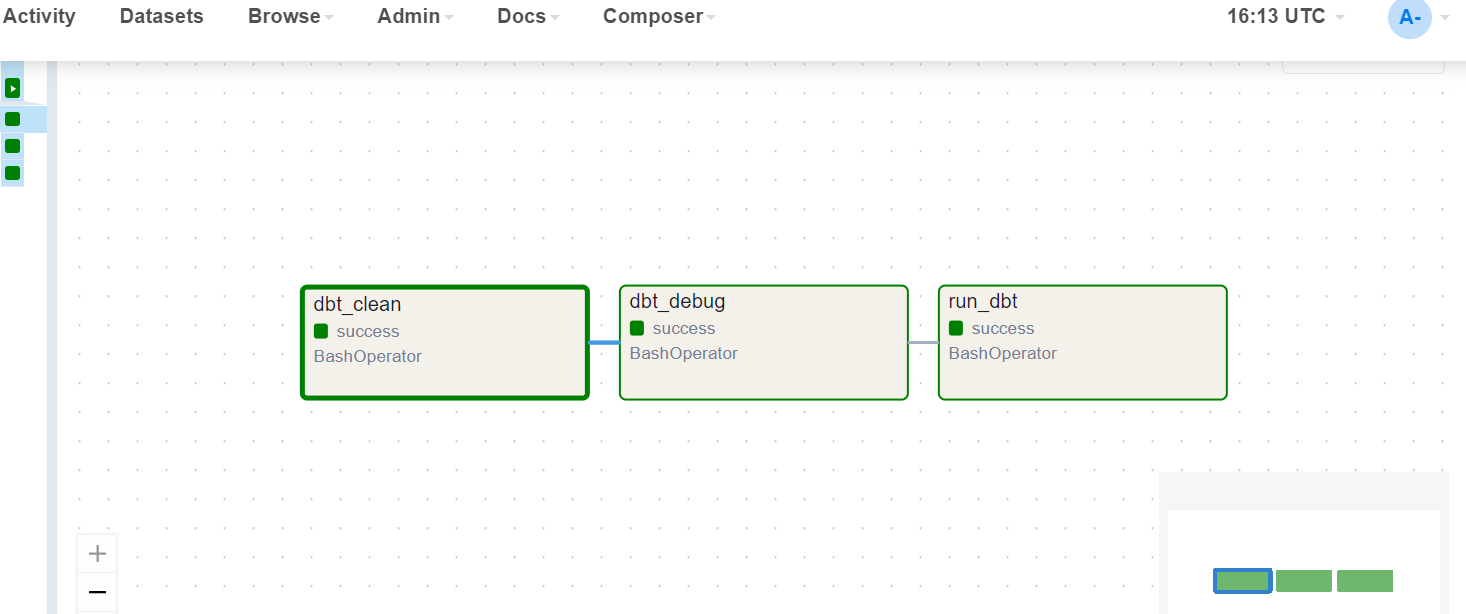 Activity Datasets Browse Admin Docs Composer 16:13 UTC A-
dbt_clean
success
BashOperator
dbt_debug
success
BashOperator
run_dbt
success
BashOperator